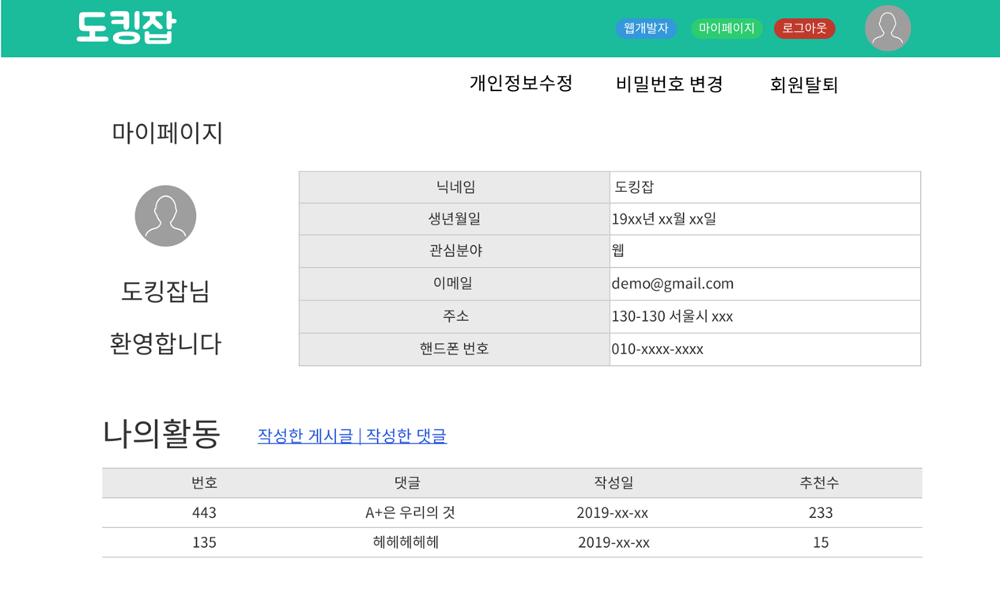 도킹잡
웹개발자 마이페이지 로그아웃
개인정보수정 비밀번호 변경 회원탈퇴
마이페이지
도킹잡님
환영합니다
닉네임 도킹잡
생년월일 19xx년 xx월 xx일
관심분야 웹
이메일 demo@gmail.com
주소 130-130 서울시 xxx
핸드폰 번호 010-xxxx-xxxx
나의활동 작성한 게시글 | 작성한 댓글
번호 댓글 작성일 추천수
443 A+은 우리의 것 2019-xx-xx 233
135 헤헤헤헤헤 2019-xx-xx 15